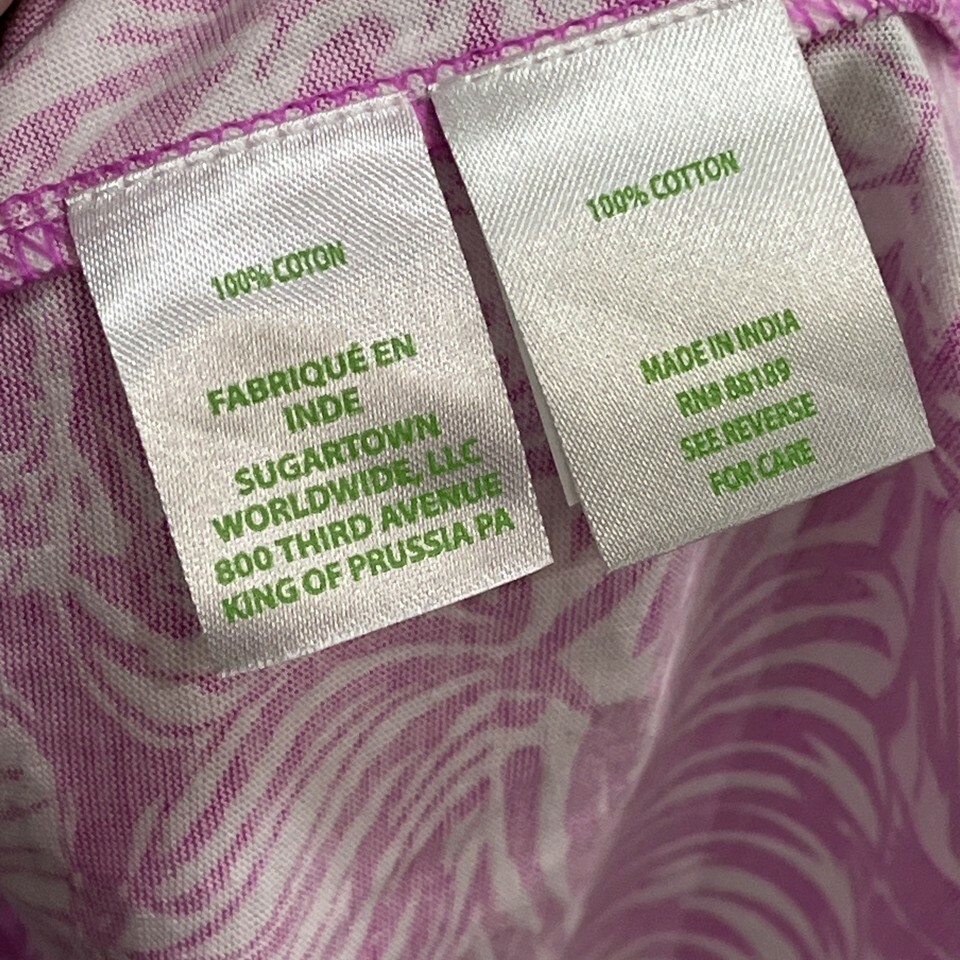 100% COTON
FABRIQUÉ EN
INDE
SUGARTOWN
WORLDWIDE, LLC
800 THIRD AVENUE
KING OF PRUSSIA PA
100% COTTON
MADE IN INDIA
RN# 88189
SEE REVERSE
FOR CARE